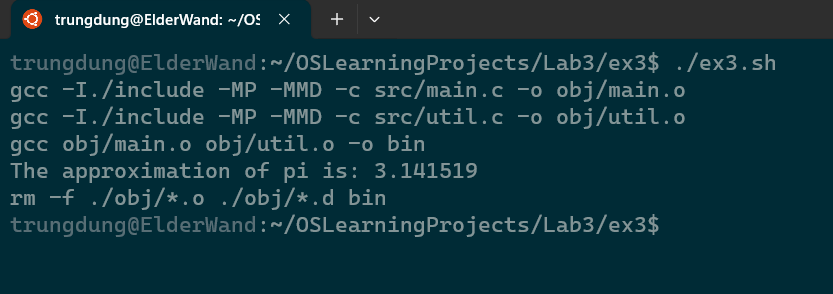 trungdung@ElderWand: ~/OS
trungdung@ElderWand:~/OSLearningProjects/Lab3/ex3$ ./ex3.sh
gcc -I./include -MP -MMD -c src/main.c -o obj/main.o
gcc -I./include -MP -MMD -c src/util.c -o obj/util.o
gcc obj/main.o obj/util.o -o bin
The approximation of pi is: 3.141519
rm -f ./obj/*.o ./obj/*.d bin
trungdung@ElderWand:~/OSLearningProjects/Lab3/ex3$